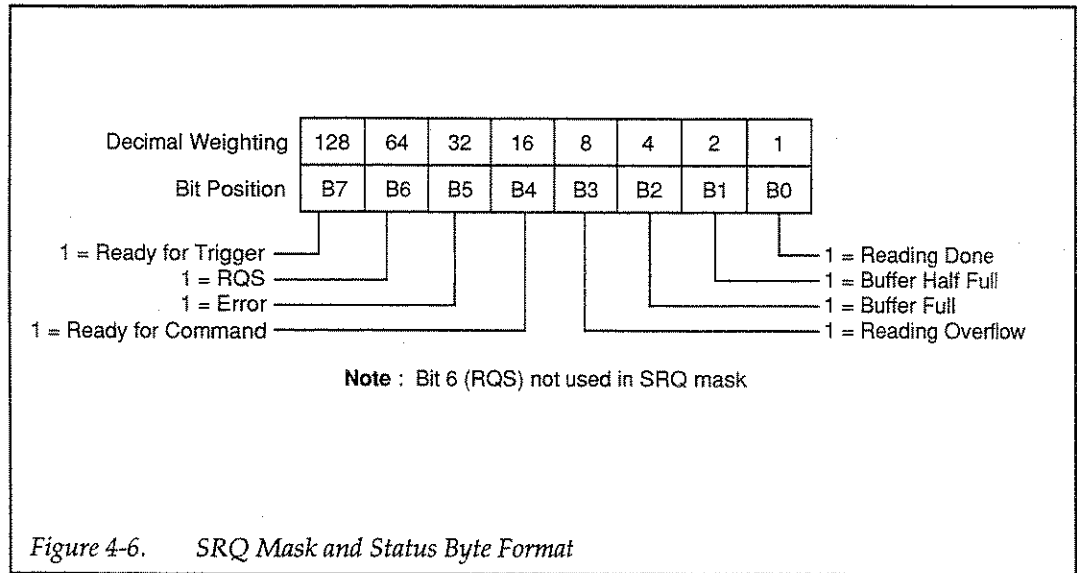 Decimal Weighting 128 64 32 16 8 4 2 1
Bit Position B7 B6 B5 B4 B3 B2 B1 B0
1 = Ready for Trigger
1 = RQS
1 = Error
1 = Ready for Command
1 = Reading Done
1 = Buffer Half Full
1 = Buffer Full
1 = Reading Overflow
Note : Bit 6 (RQS) not used in SRQ mask
Figure 4-6. SRQ Mask and Status Byte Format